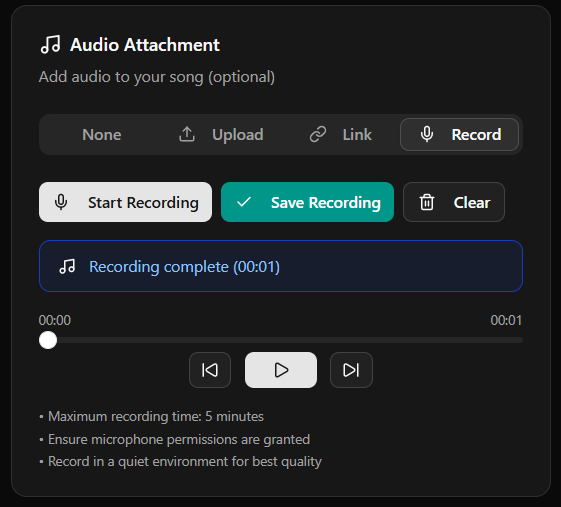 Audio Attachment
Add audio to your song (optional)
None Upload Link Record
Start Recording Save Recording Clear
Recording complete (00:01)
00:00 00:01
• Maximum recording time: 5 minutes
• Ensure microphone permissions are granted
• Record in a quiet environment for best quality